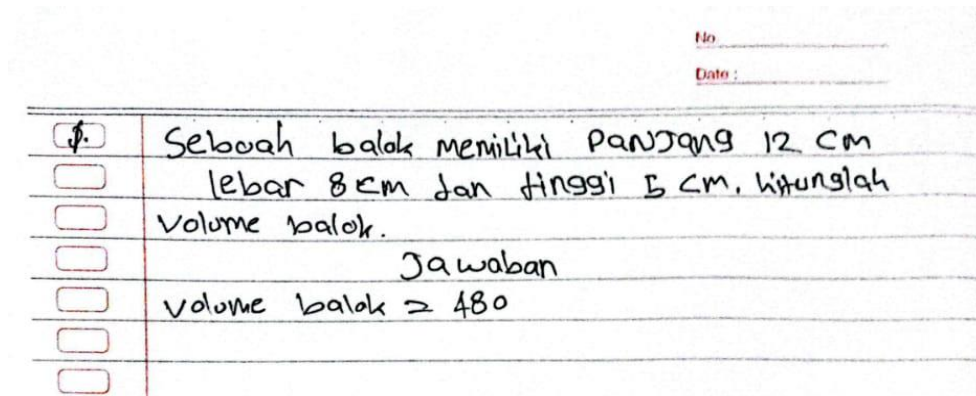 No
Date :
1. Sebuah balok memiliki panjang 12 cm
lebar 8 cm dan tinggi 5 cm. hitunglah
volume balok.
Jawaban
volume balok = 480